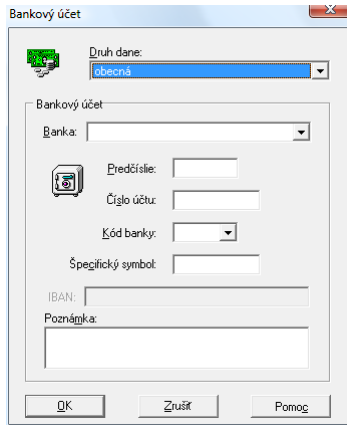 Bankový účet
Druh dane:
obecná
Bankový účet
Banka:
Predčíslie:
Číslo účtu:
Kód banky:
Špecifický symbol:
IBAN:
Poznámka:
OK Zrušiť Pomoc